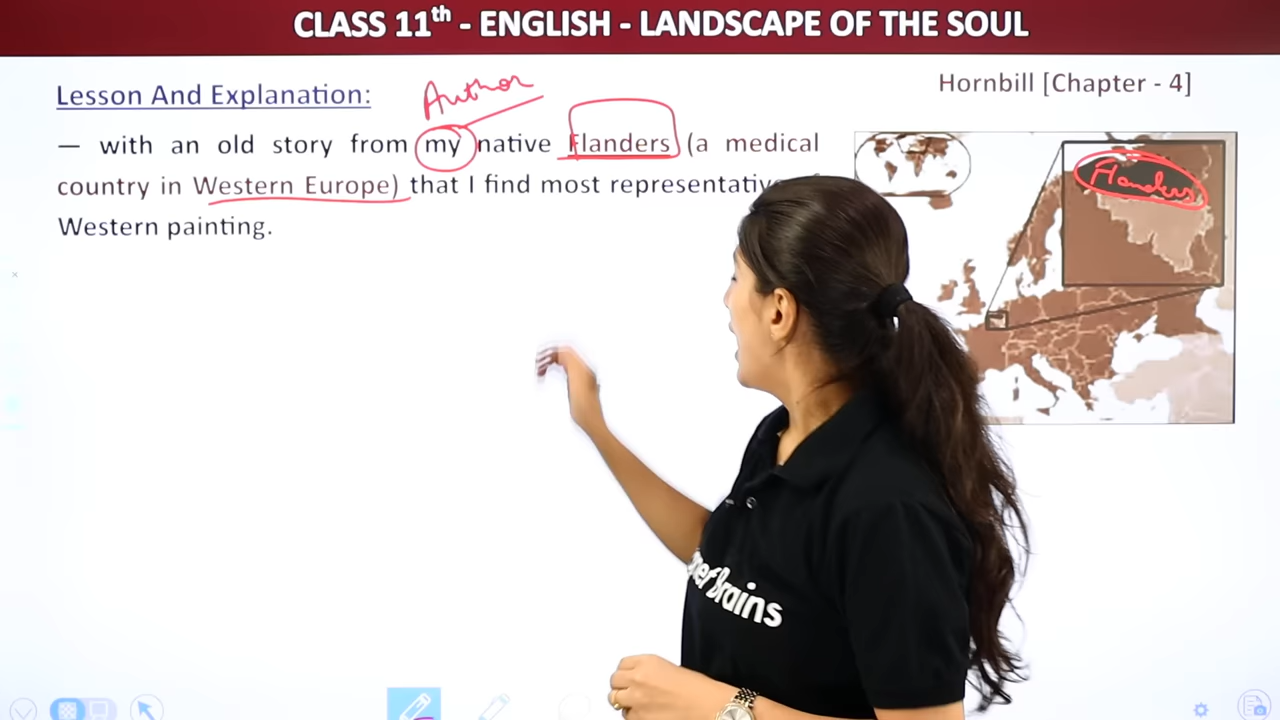 CLASS 11th - ENGLISH - LANDSCAPE OF THE SOUL
Hornbill [Chapter - 4]
Lesson And Explanation:
Author
— with an old story from my native Flanders (a medical
country in Western Europe) that I find most representative
Western painting.
Flanders
Brains